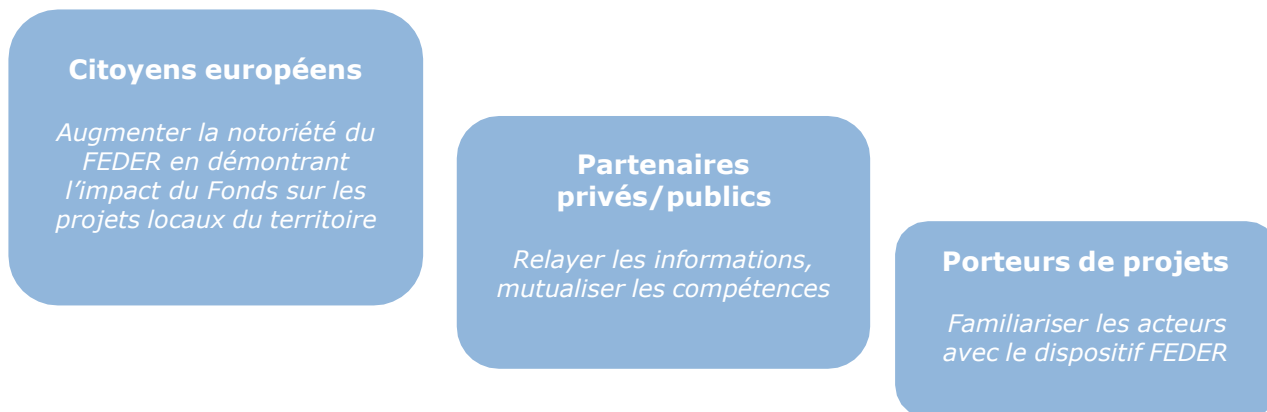 Citoyens européens
Augmenter la notoriété du
FEDER en démontrant
l’impact du Fonds sur les
projets locaux du territoire
Partenaires
privés/publics
Relayer les informations,
mutualiser les compétences
Porteurs de projets
Familiariser les acteurs
avec le dispositif FEDER